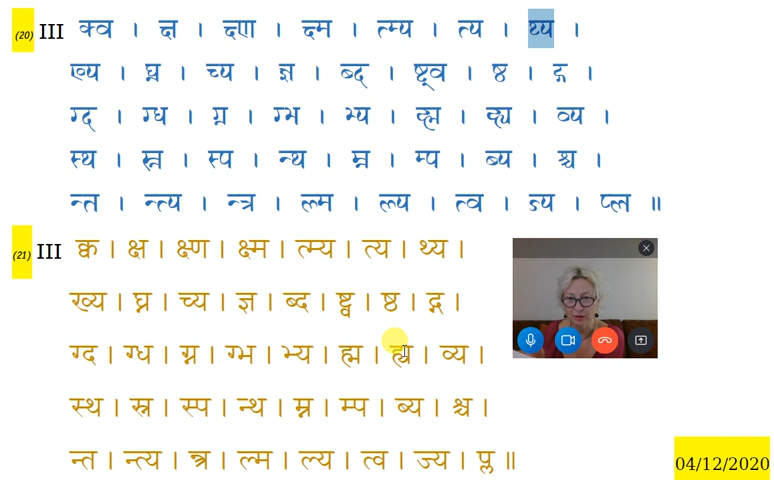 (20) III क्व । क्ष । क्ष्ण । क्ष्म । त्म्य । त्य । थ्य ।
ख्य । घ्न । च्य । ज्ञ । ब्द । ष्ट्व । ष्ठ । द्ग ।
ग्द । ग्ध । ग्न । ग्भ । भ्य । ह्म । ह्य । व्य ।
स्थ । स्न । स्प । न्थ । म्न । म्प । ब्य । श्च ।
न्त । न्त्य । न्त्र । ल्म । ल्य । त्व । ज्य । प्ल ॥
(21) III क्व । क्ष । क्ष्ण । क्ष्म । त्म्य । त्य । थ्य ।
ख्य । घ्न । च्य । ज्ञ । ब्द । ष्ट्व । ष्ठ । द्ग ।
ग्द । ग्ध । ग्न । ग्भ । भ्य । ह्म । ह्य । व्य ।
स्थ । स्न । स्प । न्थ । म्न । म्प । ब्य । श्च ।
न्त । न्त्य । न्त्र । ल्म । ल्य । त्व । ज्य । प्ल ॥
04/12/2020